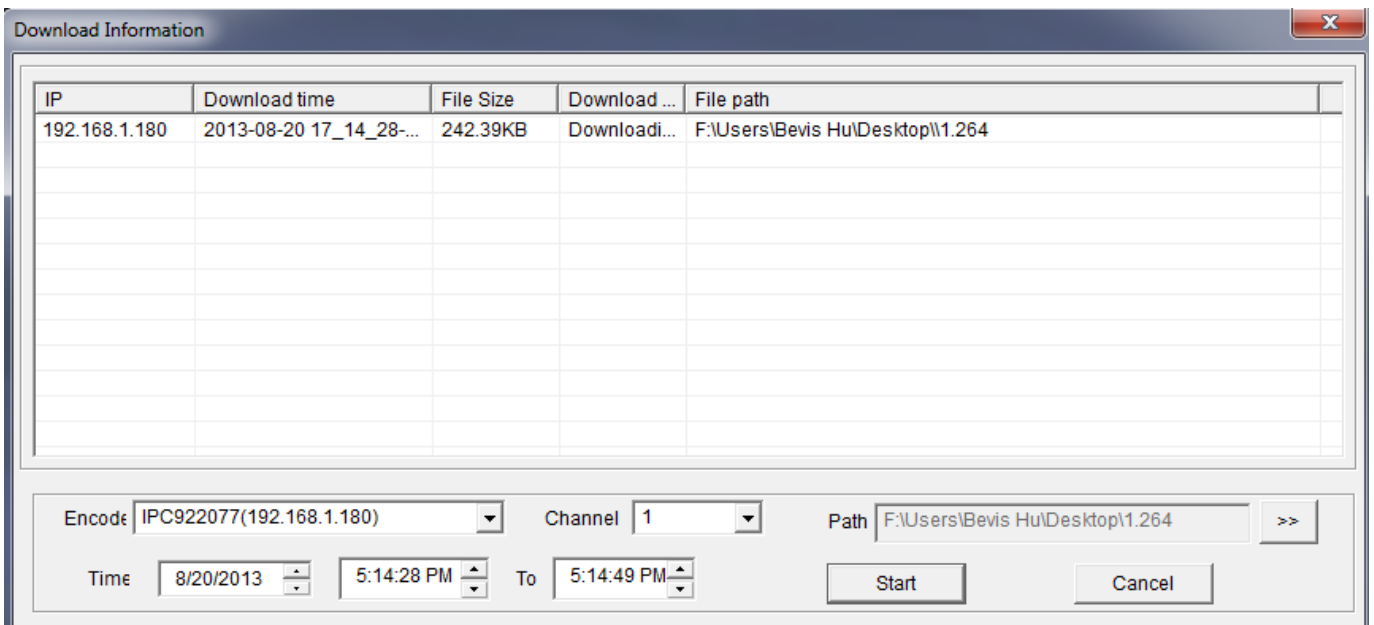 Download Information
x
IP Download time File Size Download ... File path
192.168.1.180 2013-08-20 17_14_28-... 242.39KB Downloadi... F:\Users\Bevis Hu\Desktop\\1.264
Encode IPC922077(192.168.1.180) Channel 1 Path F:\Users\Bevis Hu\Desktop\1.264 >>
Time 8/20/2013 5:14:28 PM To 5:14:49 PM Start Cancel